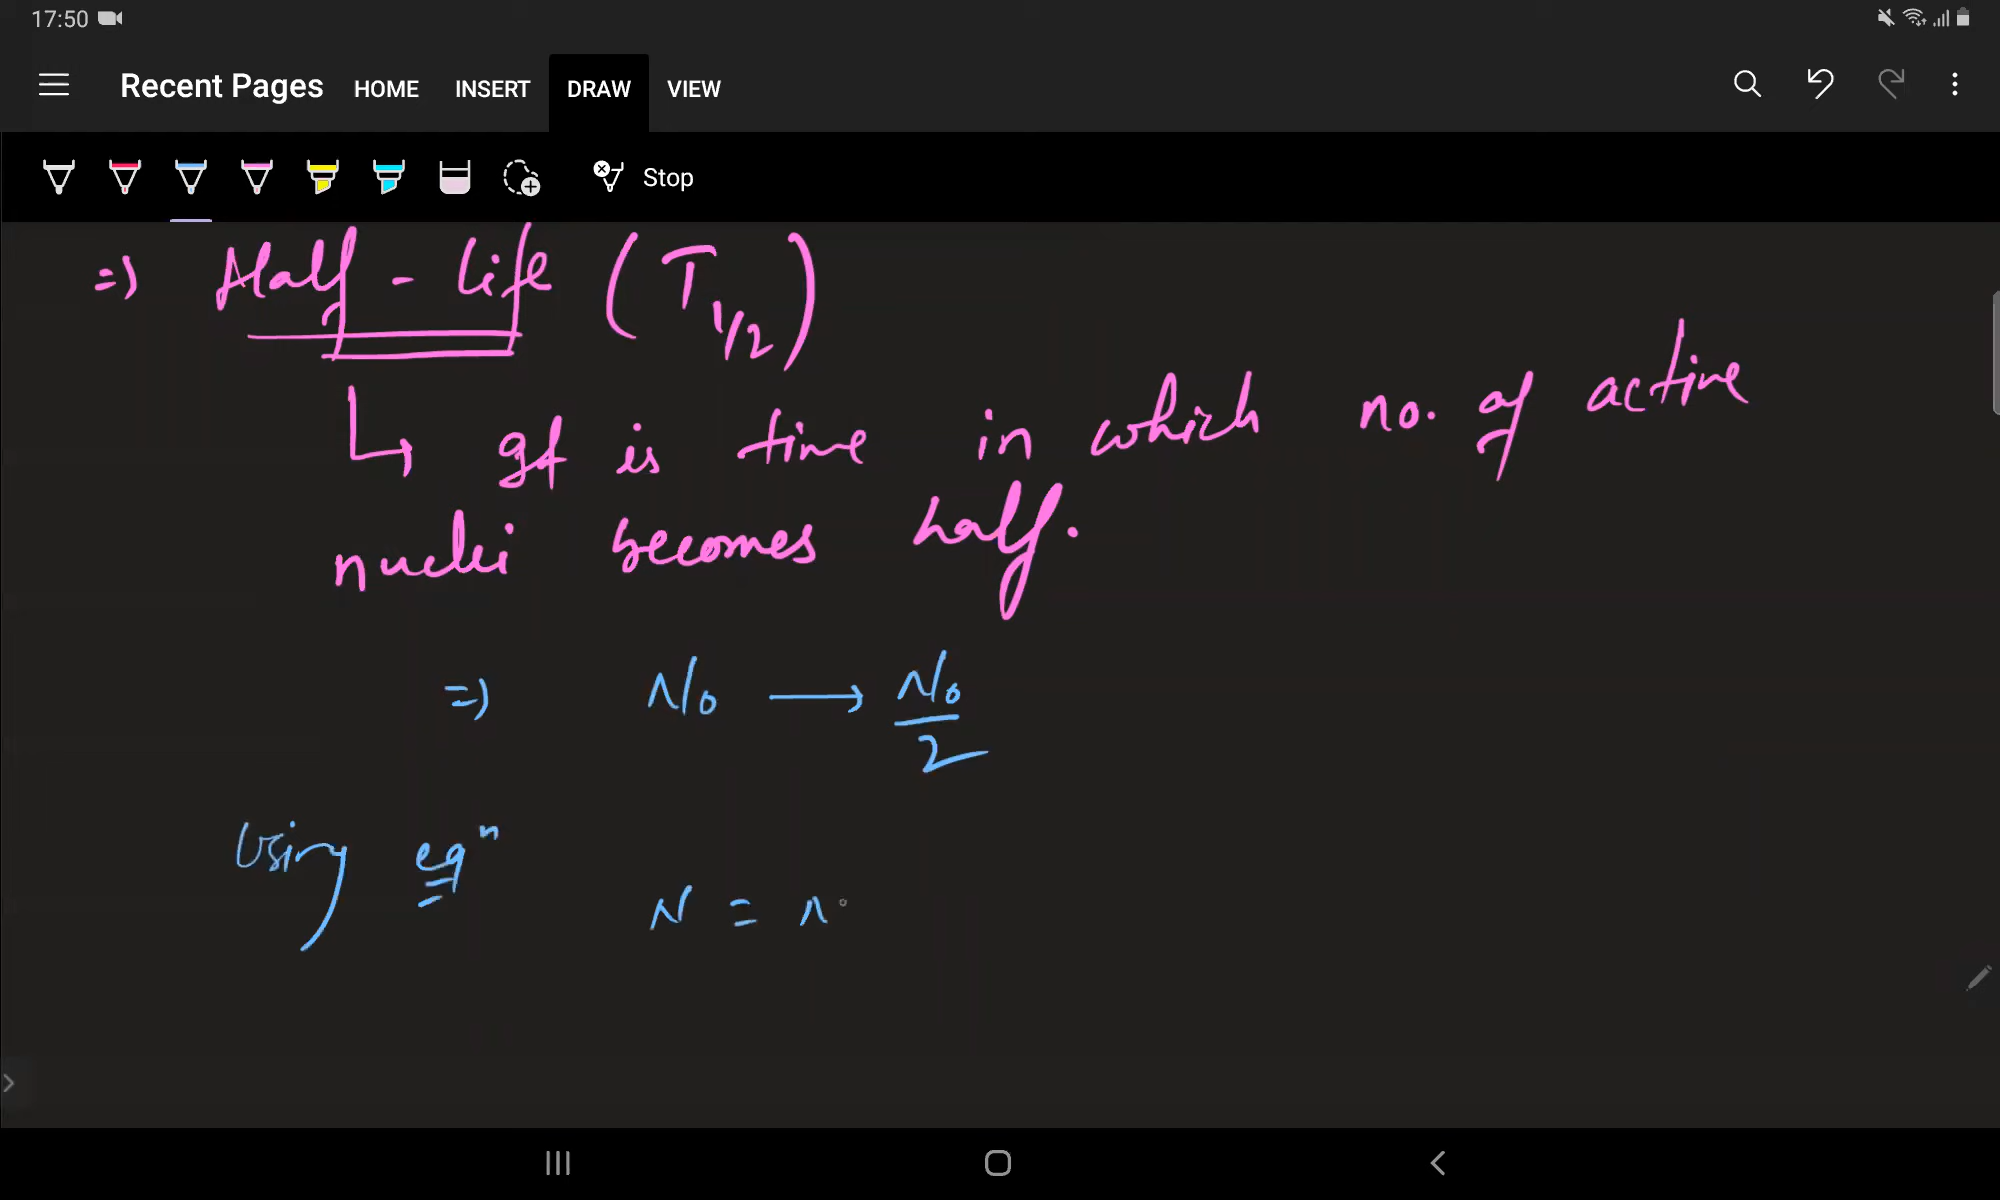 17:50
Recent Pages HOME INSERT DRAW VIEW
Stop
=) Half - life (T1/2)
↳ It is time in which no. of active
nuclei becomes half.
=) N0 → N0/2
Using eqⁿ
N =